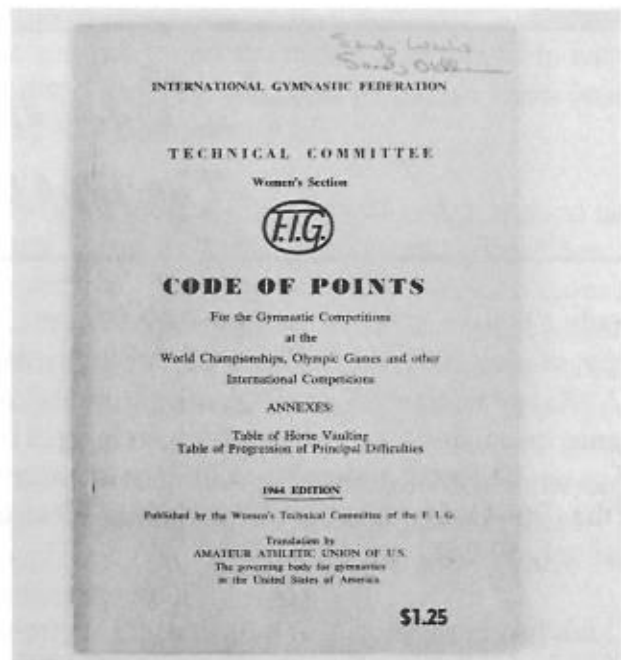 INTERNATIONAL GYMNASTIC FEDERATION
TECHNICAL COMMITTEE
Women's Section
F.I.G.
CODE OF POINTS
For the Gymnastic Competitions
at the
World Championships, Olympic Games and other
International Competitions
ANNEXES:
Table of Horse Vaulting
Table of Progression of Principal Difficulties
1964 EDITION
Published by the Women's Technical Committee of the F. I. G.
Translation by
AMATEUR ATHLETIC UNION OF U.S.
The governing body for gymnastics
in the United States of America
$1.25